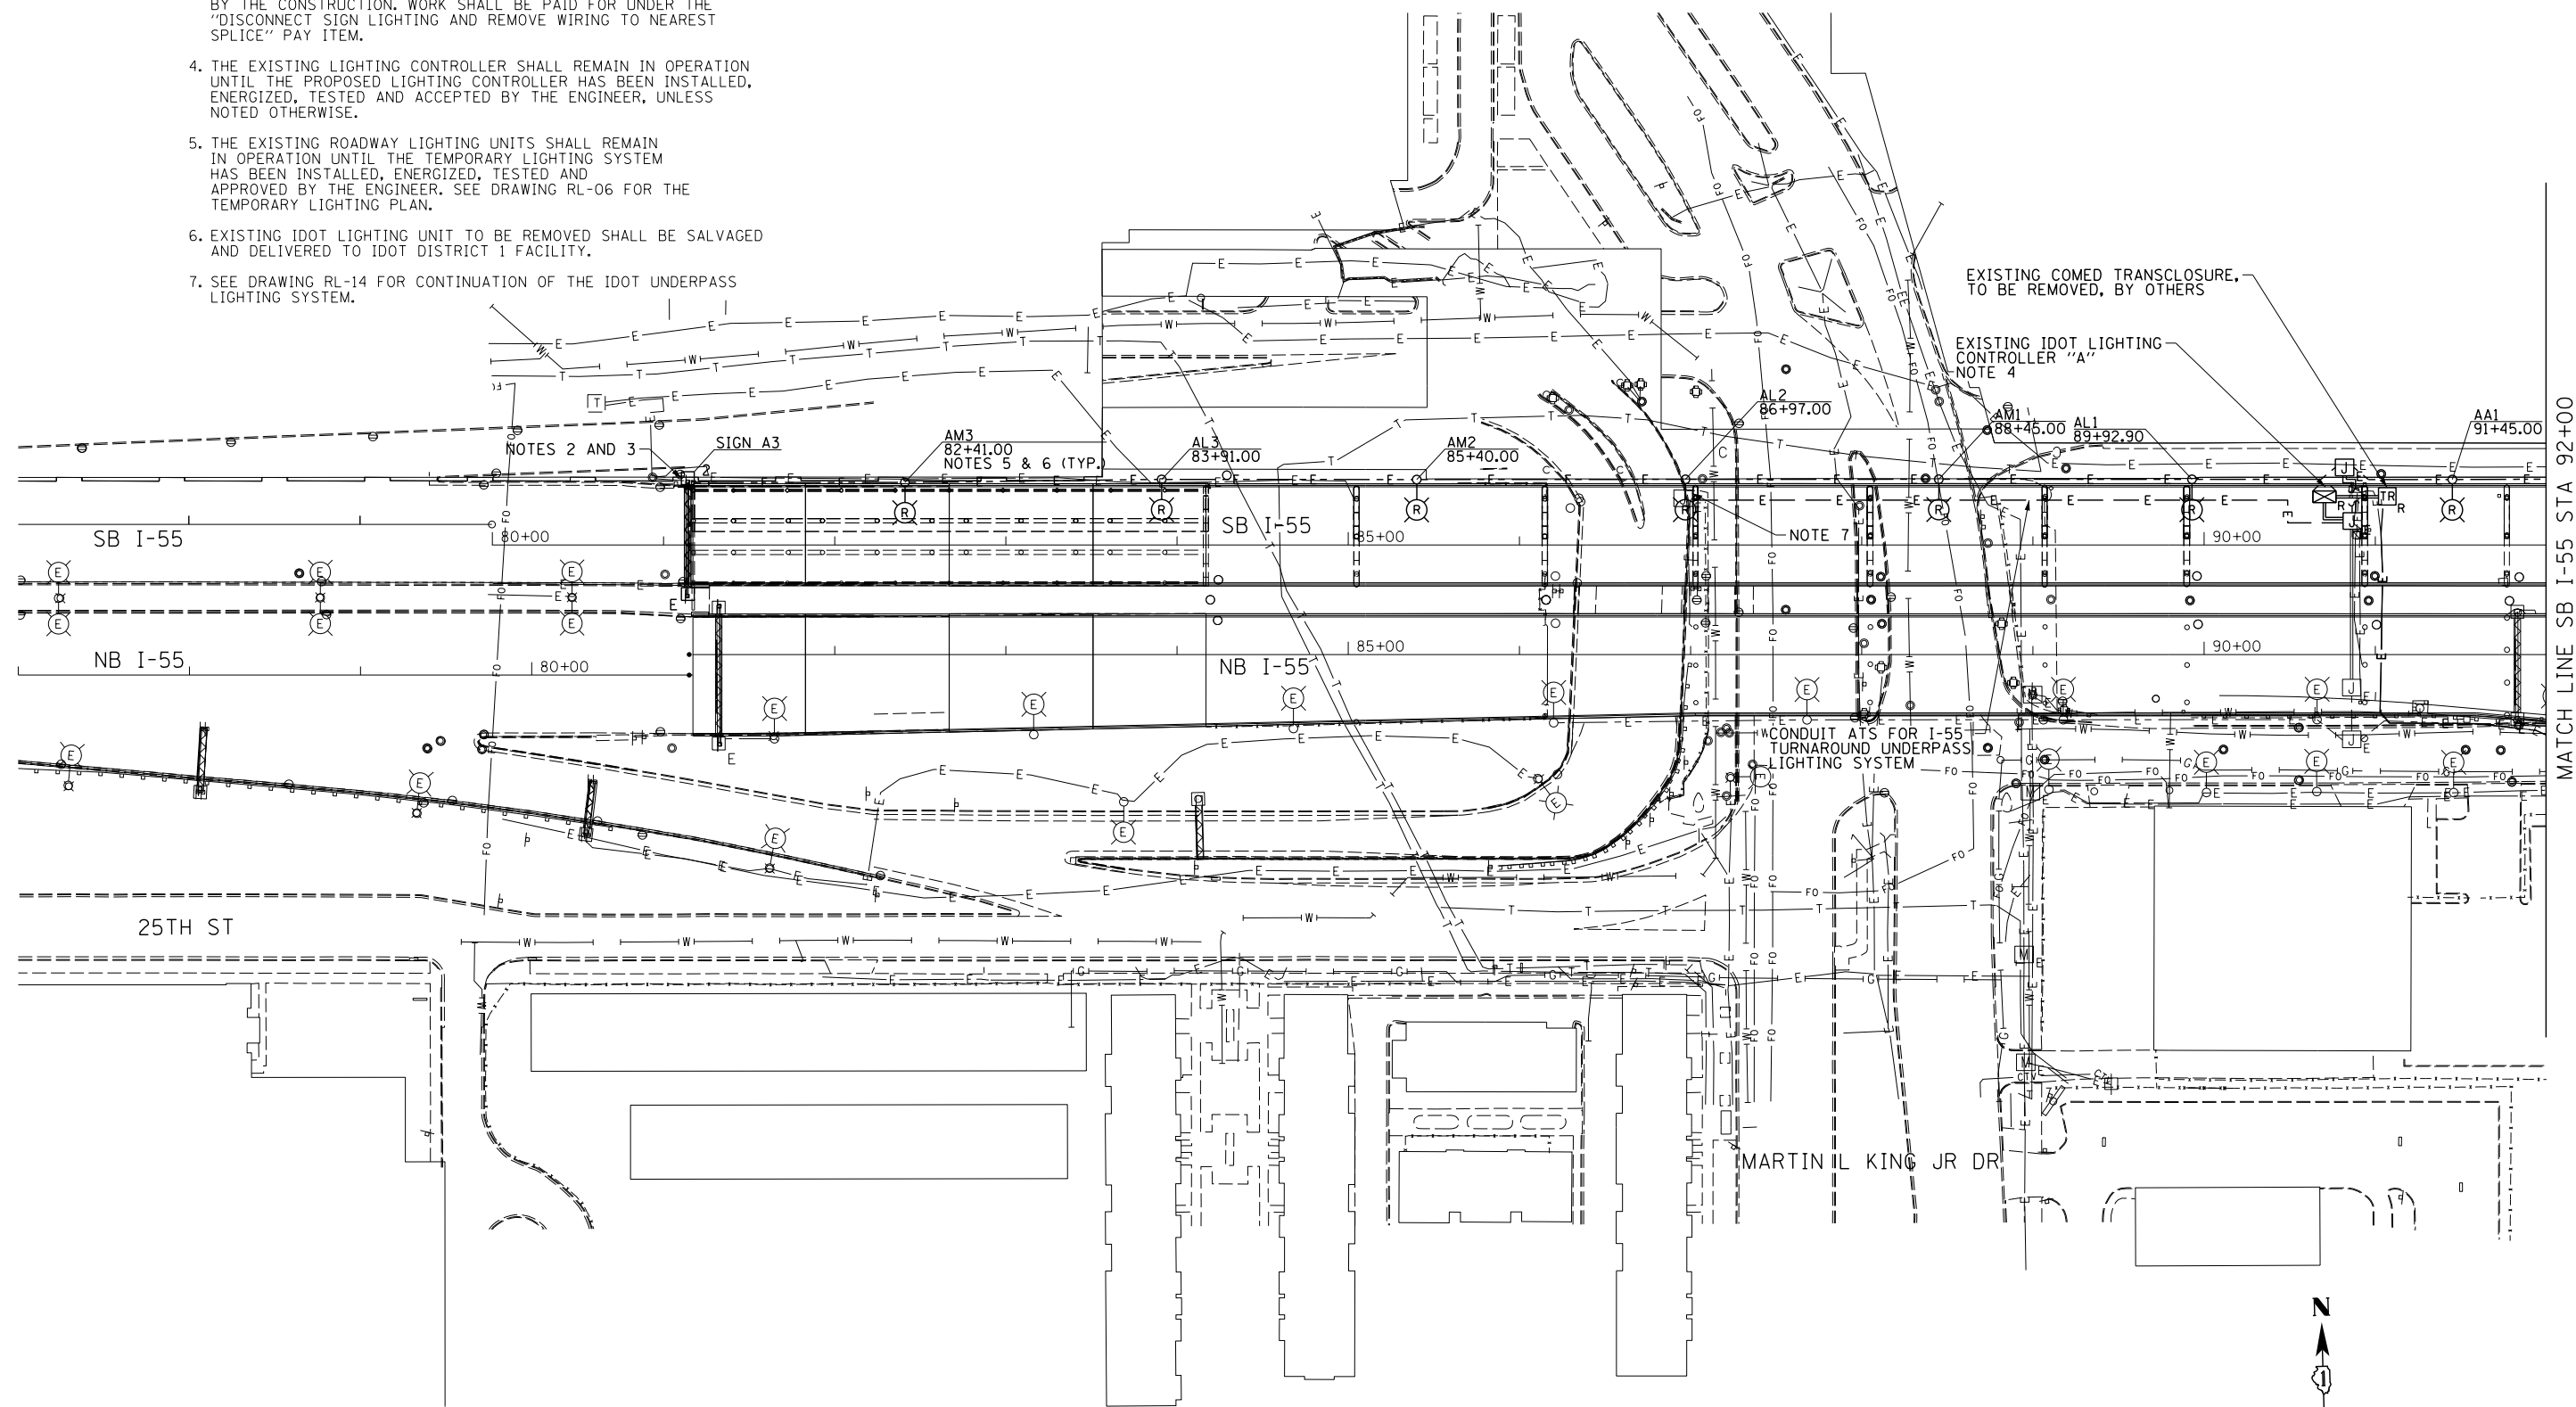 BY THE CONSTRUCTION. WORK SHALL BE PAID FOR UNDER THE
"DISCONNECT SIGN LIGHTING AND REMOVE WIRING TO NEAREST
SPLICE" PAY ITEM.
4. THE EXISTING LIGHTING CONTROLLER SHALL REMAIN IN OPERATION
UNTIL THE PROPOSED LIGHTING CONTROLLER HAS BEEN INSTALLED,
ENERGIZED, TESTED AND ACCEPTED BY THE ENGINEER, UNLESS
NOTED OTHERWISE.
5. THE EXISTING ROADWAY LIGHTING UNITS SHALL REMAIN
IN OPERATION UNTIL THE TEMPORARY LIGHTING SYSTEM
HAS BEEN INSTALLED, ENERGIZED, TESTED AND
APPROVED BY THE ENGINEER. SEE DRAWING RL-06 FOR THE
TEMPORARY LIGHTING PLAN.
6. EXISTING IDOT LIGHTING UNIT TO BE REMOVED SHALL BE SALVAGED
AND DELIVERED TO IDOT DISTRICT 1 FACILITY.
7. SEE DRAWING RL-14 FOR CONTINUATION OF THE IDOT UNDERPASS
LIGHTING SYSTEM.
EXISTING COMED TRANSCLOSURE,
TO BE REMOVED, BY OTHERS
EXISTING IDOT LIGHTING
CONTROLLER "A"
NOTE 4
NOTES 2 AND 3
SIGN A3
AM3
82+41.00
NOTES 5 & 6 (TYP.)
AL3
83+91.00
AM2
85+40.00
AL2
86+97.00
AM1
88+45.00
AL1
89+92.90
AA1
91+45.00
MATCH LINE SB I-55 STA 92+00
SB I-55
80+00
SB I-55
85+00
NOTE 7
90+00
NB I-55
80+00
NB I-55
85+00
90+00
CONDUIT ATS FOR I-55
TURNAROUND UNDERPASS
LIGHTING SYSTEM
25TH ST
MARTIN L KING JR DR
CTV
N
1